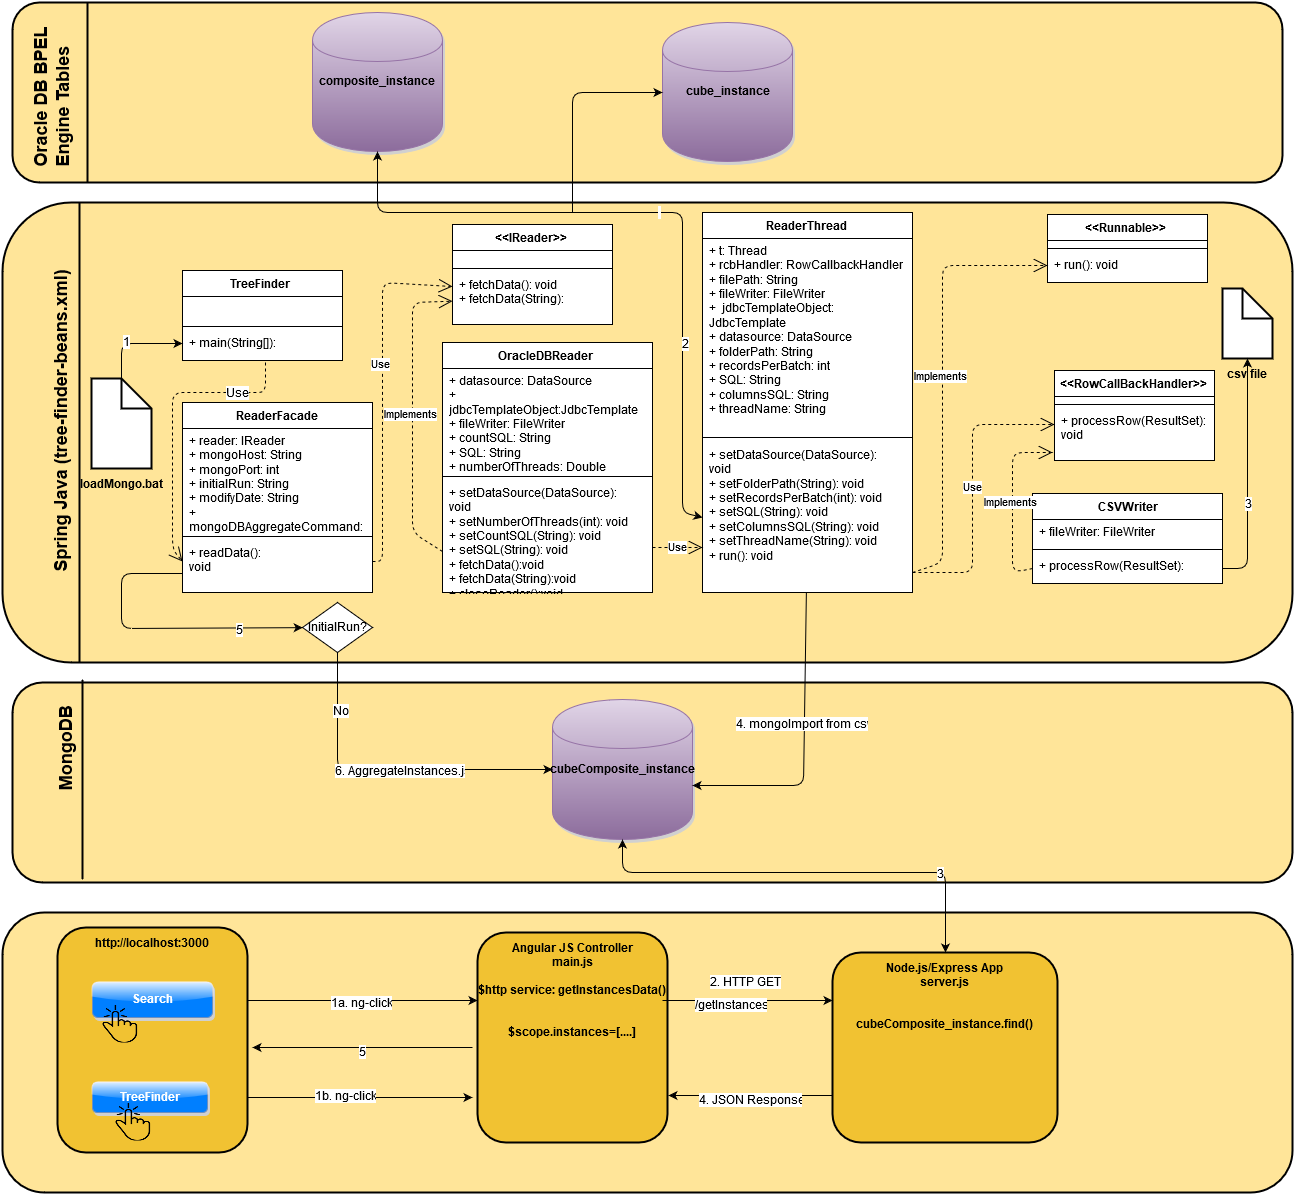 Oracle DB BPEL
Engine Tables
composite_instance
cube_instance
Spring Java (tree-finder-beans.xml)
1
loadMongo.bat
TreeFinder
+ main(String[]):
Use
ReaderFacade
+ reader: IReader
+ mongoHost: String
+ mongoPort: int
+ initialRun: String
+ modifyDate: String
+
mongoDBAggregateCommand:
+ readData():
void
5
InitialRun?
Use
Implements
<<IReader>>
+ fetchData(): void
+ fetchData(String):
OracleDBReader
+ datasource: DataSource
+
jdbcTemplateObject:JdbcTemplate
+ fileWriter: FileWriter
+ countSQL: String
+ SQL: String
+ numberOfThreads: Double
+ setDataSource(DataSource):
void
+ setNumberOfThreads(int): void
+ setCountSQL(String): void
+ setSQL(String): void
+ fetchData():void
+ fetchData(String):void
+ closeReader():void
Use
2
ReaderThread
+ t: Thread
+ rcbHandler: RowCallbackHandler
+ filePath: String
+ fileWriter: FileWriter
+ jdbcTemplateObject:
JdbcTemplate
+ datasource: DataSource
+ folderPath: String
+ recordsPerBatch: int
+ SQL: String
+ columnsSQL: String
+ threadName: String
+ setDataSource(DataSource):
void
+ setFolderPath(String): void
+ setRecordsPerBatch(int): void
+ setSQL(String): void
+ setColumnsSQL(String): void
+ setThreadName(String): void
+ run(): void
Implements
Use
Implements
<<Runnable>>
+ run(): void
csv file
<<RowCallBackHandler>>
+ processRow(ResultSet):
void
3
CSVWriter
+ fileWriter: FileWriter
+ processRow(ResultSet):
MongoDB
No
6. AggregateInstances.j
cubeComposite_instance
4. mongoImport from cs
3
http://localhost:3000
Search
TreeFinder
1a. ng-click
5
1b. ng-click
Angular JS Controller
main.js
$http service: getInstancesData()
$scope.instances=[....]
2. HTTP GET
/getInstances
4. JSON Response
Node.js/Express App
server.js
cubeComposite_instance.find()